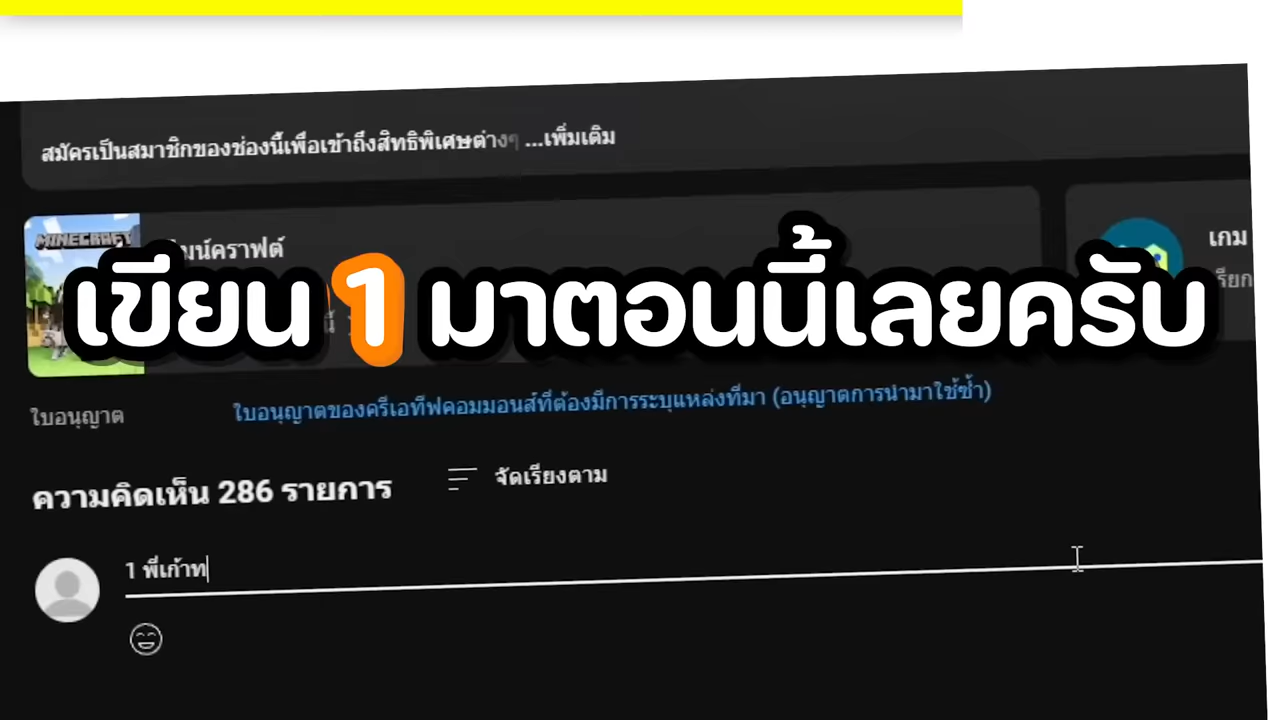 สมัครเป็นสมาชิกของช่องนี้เพื่อเข้าถึงสิทธิพิเศษต่างๆ ...เพิ่มเติม
MINECRAFT
เกม
เขียน 1 มาตอนนี้เลยครับ
ใบอนุญาต ใบอนุญาตของครีเอทีฟคอมมอนส์ที่ต้องมีการระบุแหล่งที่มา (อนุญาตการนำมาใช้ซ้ำ)
ความคิดเห็น 286 รายการ จัดเรียงตาม
1 พี่เก้าท